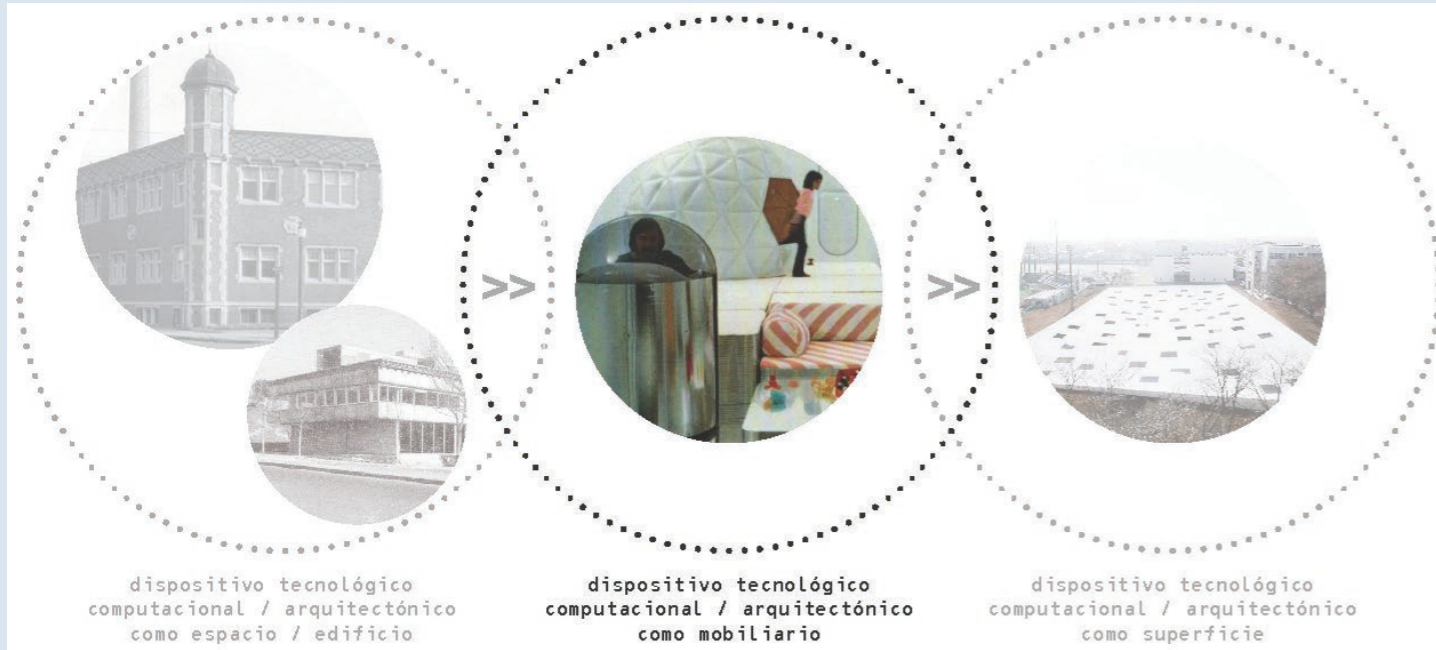 >>
>>
dispositivo tecnológico
computacional / arquitectónico
como espacio / edificio
dispositivo tecnológico
computacional / arquitectónico
como mobiliario
dispositivo tecnológico
computacional / arquitectónico
como superficie